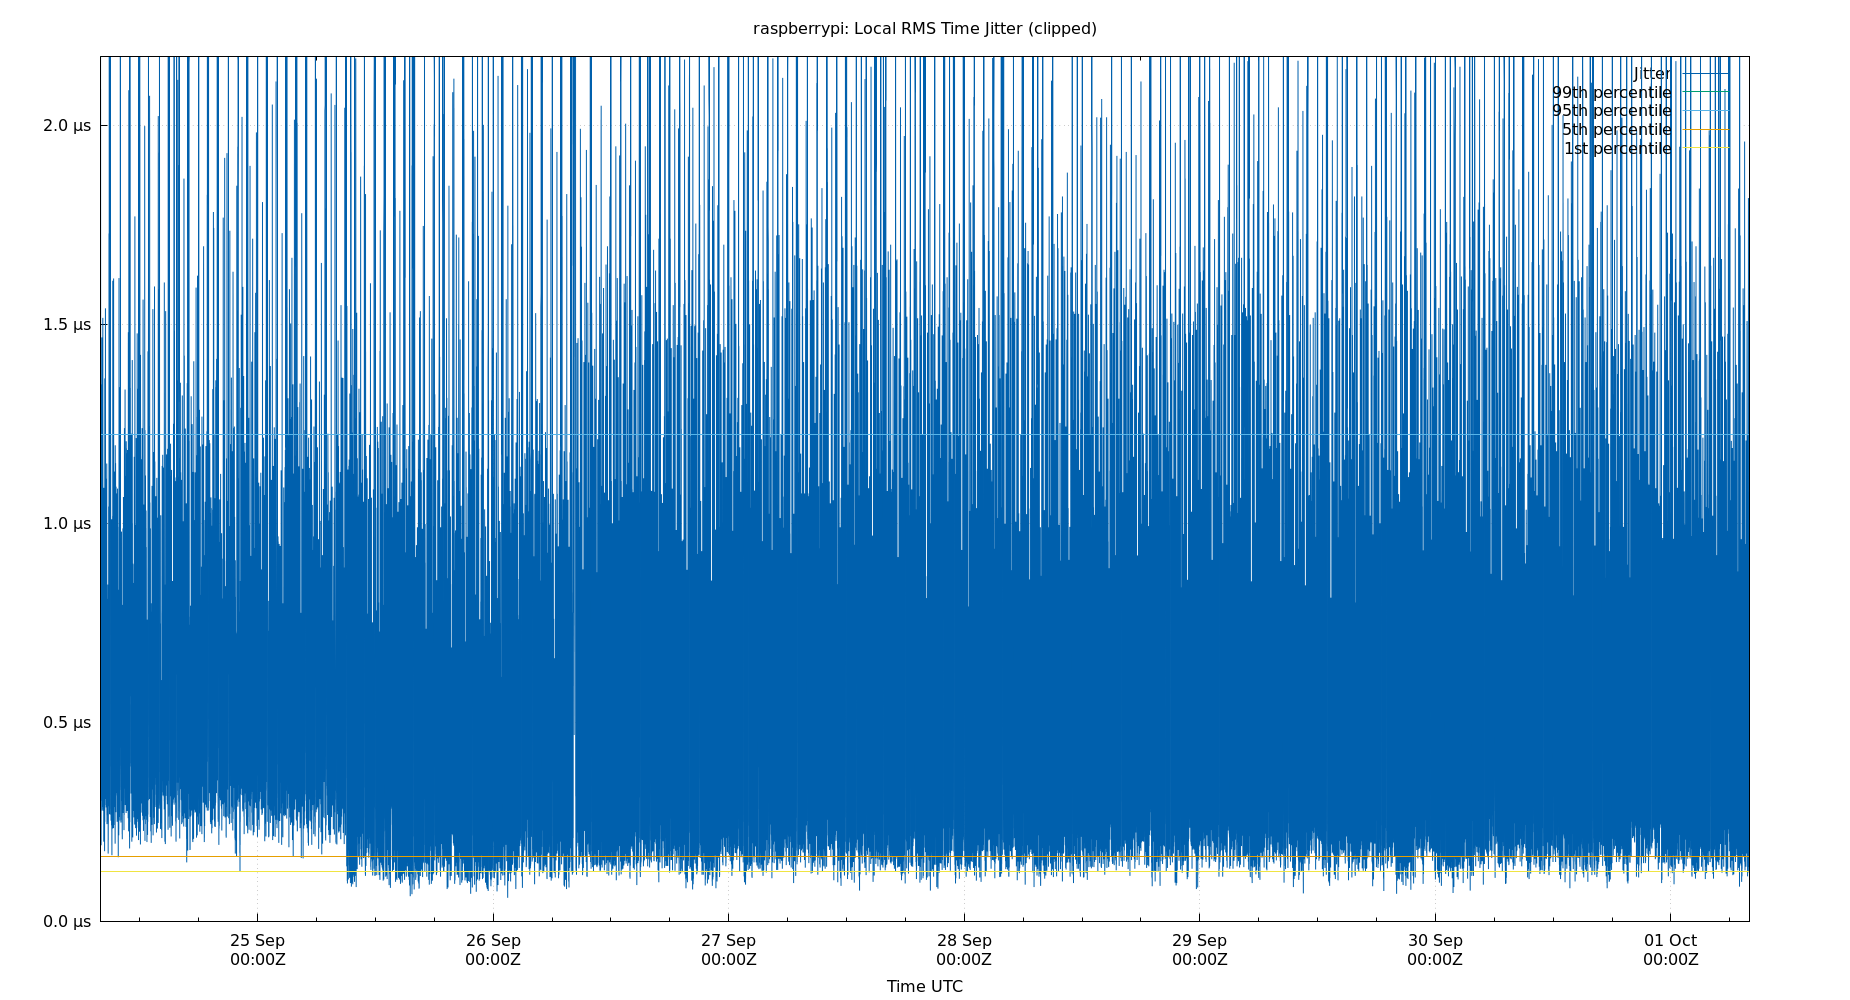 raspberrypi: Local RMS Time Jitter (clipped)
Jitter
99th percentile
95th percentile
5th percentile
1st percentile
2.0 μs
1.5 μs
1.0 μs
0.5 μs
0.0 μs
25 Sep 26 Sep 27 Sep 28 Sep 29 Sep 30 Sep 01 Oct
00:00Z 00:00Z 00:00Z 00:00Z 00:00Z 00:00Z 00:00Z
Time UTC